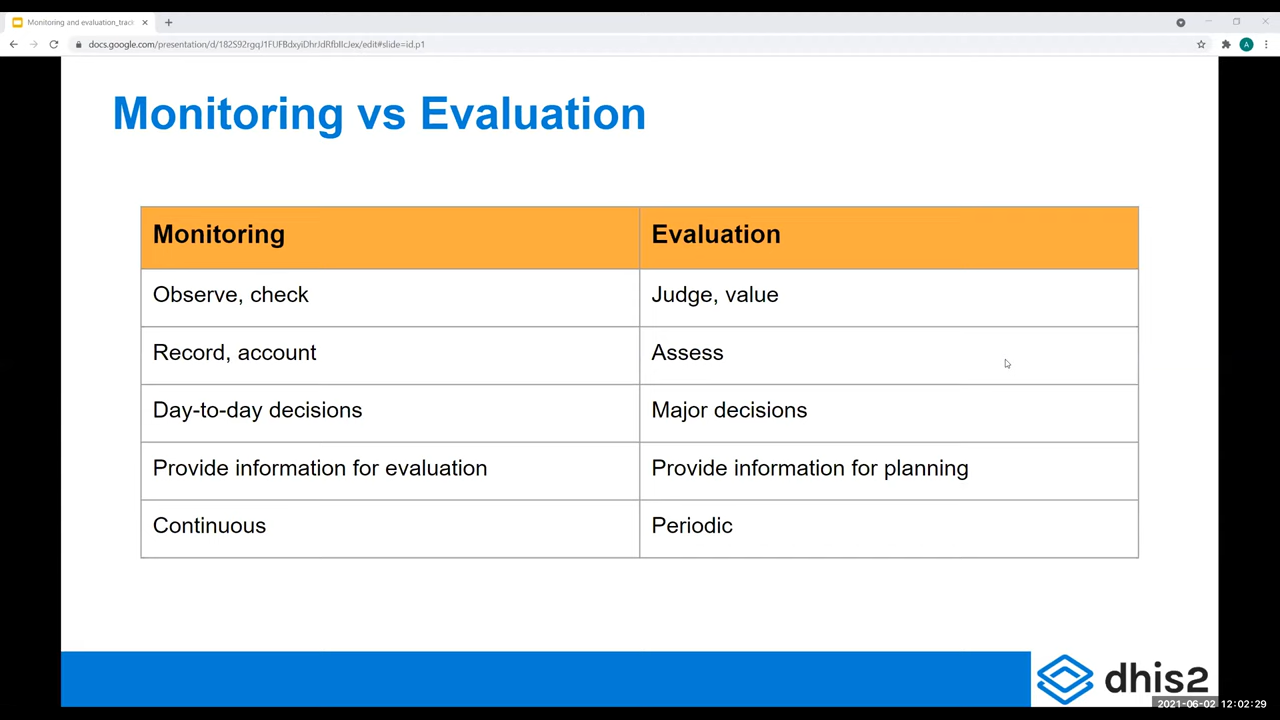 Monitoring and evaluation_track
docs.google.com/presentation/d/182S92rgqJ1FUFBdxyiDhrJdRfbIIcJex/edit#slide=id.p1
A
Monitoring vs Evaluation
Monitoring Evaluation
Observe, check Judge, value
Record, account Assess
Day-to-day decisions Major decisions
Provide information for evaluation Provide information for planning
Continuous Periodic
dhis2
2021-06-02 12:02:29